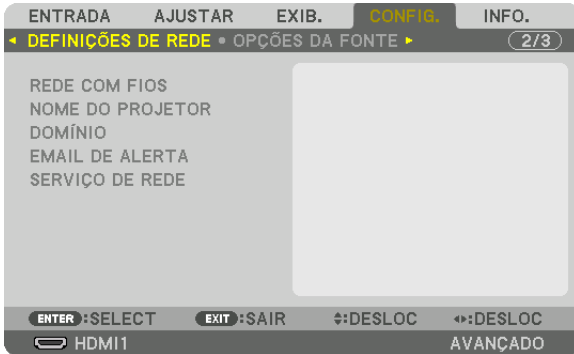 ENTRADA AJUSTAR EXIB. CONFIG. INFO.
◂ DEFINIÇÕES DE REDE • OPÇÕES DA FONTE ▸ 2/3
REDE COM FIOS
NOME DO PROJETOR
DOMÍNIO
EMAIL DE ALERTA
SERVIÇO DE REDE
ENTER :SELECT EXIT :SAIR :DESLOC :DESLOC
HDMI1 AVANÇADO